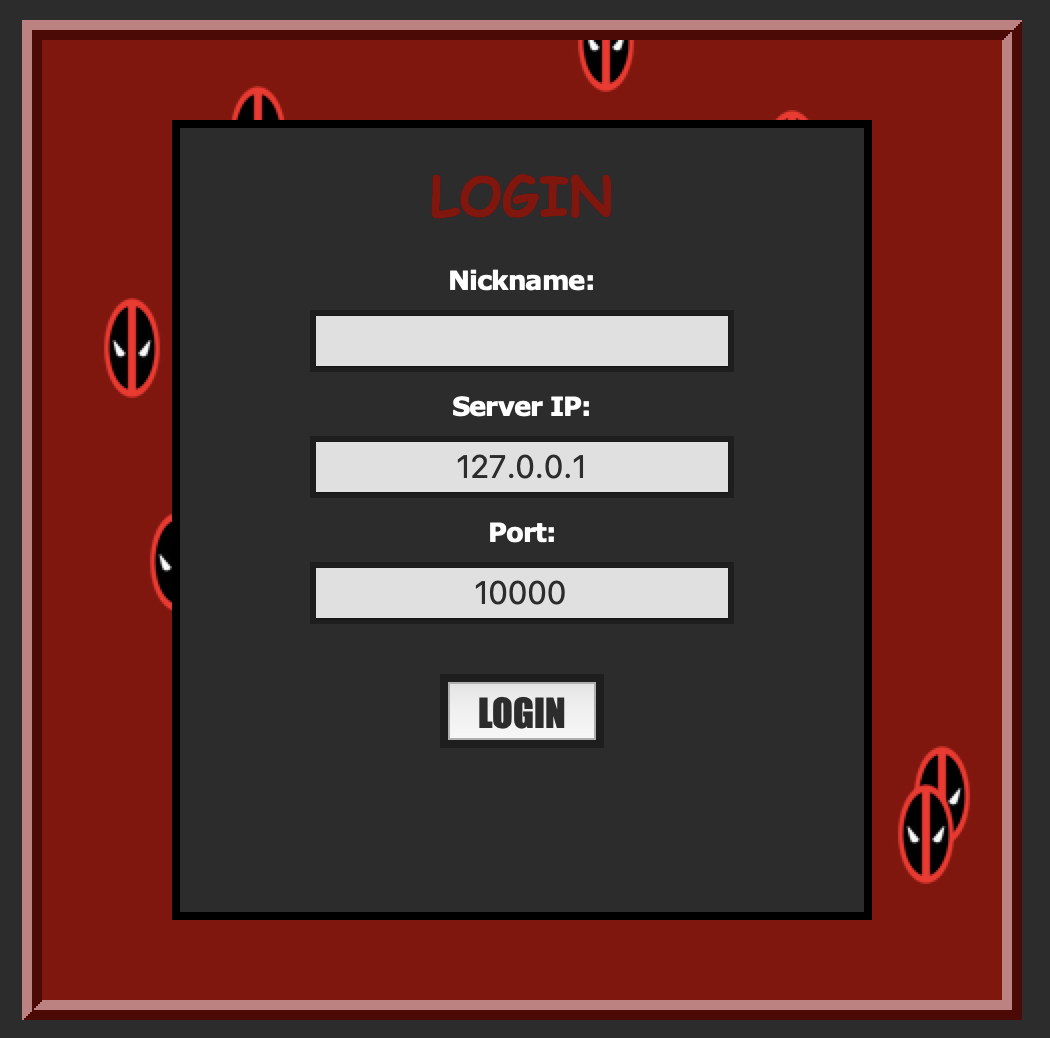 LOGIN
Nickname:
Server IP:
127.0.0.1
Port:
10000
LOGIN